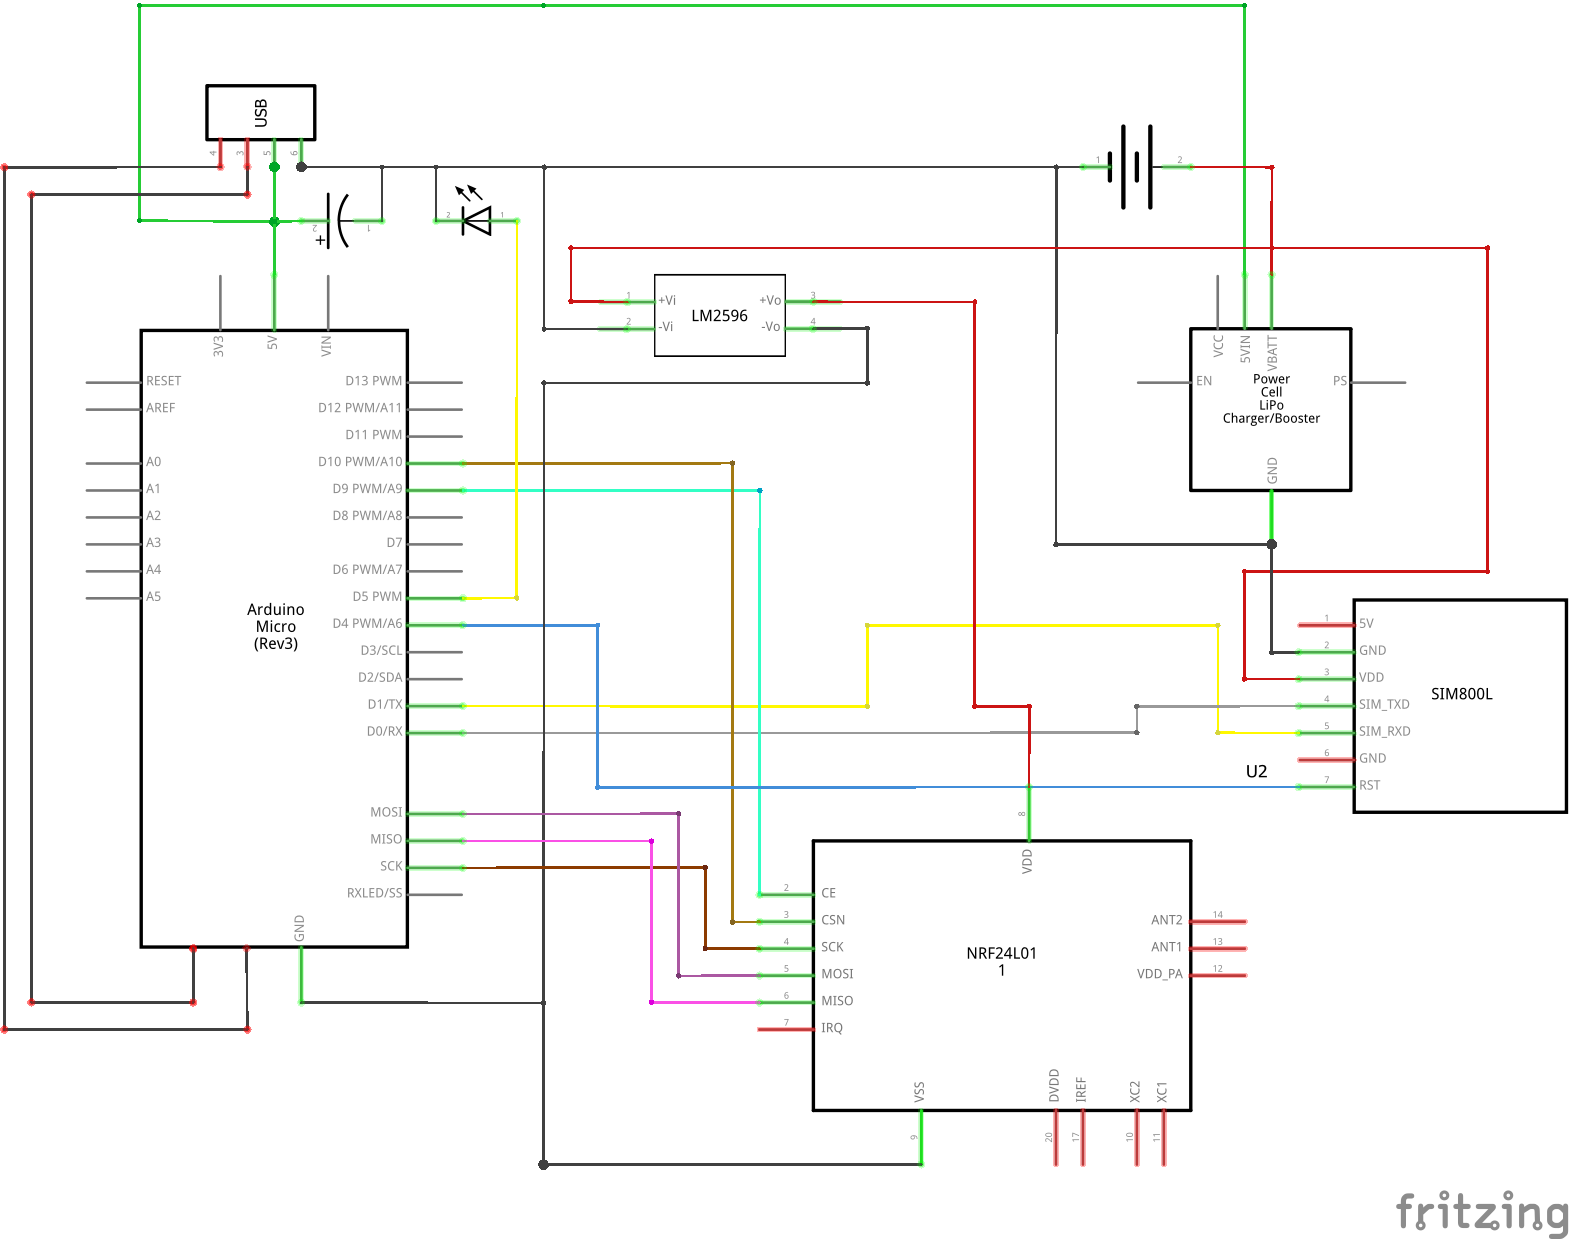 USB
4
3
5
6
2
1
2
1
1
2
1
2
+Vi
-Vi
LM2596
+Vo
-Vo
3
4
3V3
5V
VIN
RESET
AREF
A0
A1
A2
A3
A4
A5
Arduino
Micro
(Rev3)
D13 PWM
D12 PWM/A11
D11 PWM
D10 PWM/A10
D9 PWM/A9
D8 PWM/A8
D7
D6 PWM/A7
D5 PWM
D4 PWM/A6
D3/SCL
D2/SDA
D1/TX
D0/RX
MOSI
MISO
SCK
RXLED/SS
GND
VCC
5VIN
VBATT
EN
PS
Power
Cell
LiPo
Charger/Booster
GND
1
2
3
4
5
6
7
5V
GND
VDD
SIM_TXD
SIM_RXD
GND
RST
SIM800L
U2
8
VDD
2
3
4
5
6
7
CE
CSN
SCK
MOSI
MISO
IRQ
NRF24L01
1
ANT2
ANT1
VDD_PA
14
13
12
VSS
DVDD
IREF
XC2
XC1
9
20
17
10
11
fritzing